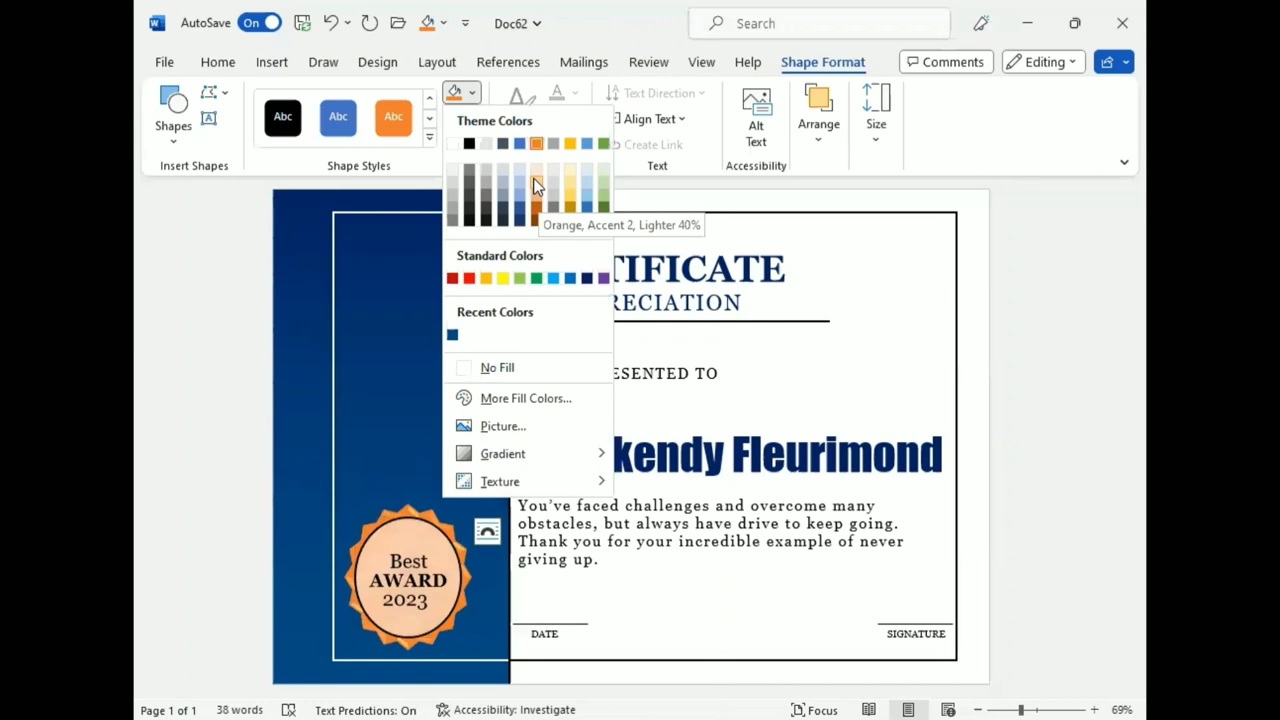 AutoSave On Doc62 Search
File Home Insert Draw Design Layout References Mailings Review View Help Shape Format Comments Editing
Shapes
Abc Abc Abc
Text Direction
Align Text
Create Link
Alt
Text
Arrange
Size
Insert Shapes Shape Styles Text Accessibility
Theme Colors
Orange, Accent 2, Lighter 40%
Standard Colors
Recent Colors
No Fill
More Fill Colors...
Picture...
Gradient
Texture
TIFICATE
RECIATION
ESENTED TO
kendy Fleurimond
You've faced challenges and overcome many
obstacles, but always have drive to keep going.
Thank you for your incredible example of never
giving up.
Best
AWARD
2023
DATE SIGNATURE
Page 1 of 1 38 words Text Predictions: On Accessibility: Investigate Focus 69%